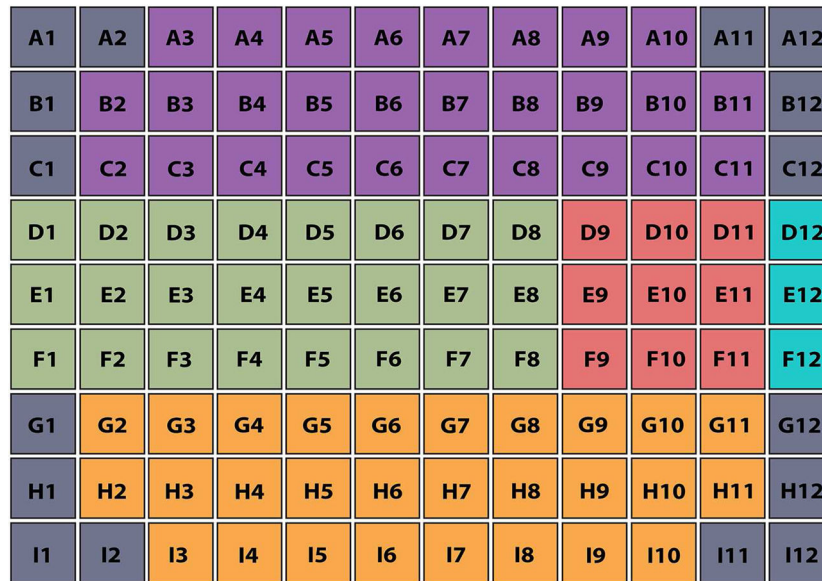 A1 A2 A3 A4 A5 A6 A7 A8 A9 A10 A11 A12
B1 B2 B3 B4 B5 B6 B7 B8 B9 B10 B11 B12
C1 C2 C3 C4 C5 C6 C7 C8 C9 C10 C11 C12
D1 D2 D3 D4 D5 D6 D7 D8 D9 D10 D11 D12
E1 E2 E3 E4 E5 E6 E7 E8 E9 E10 E11 E12
F1 F2 F3 F4 F5 F6 F7 F8 F9 F10 F11 F12
G1 G2 G3 G4 G5 G6 G7 G8 G9 G10 G11 G12
H1 H2 H3 H4 H5 H6 H7 H8 H9 H10 H11 H12
I1 I2 I3 I4 I5 I6 I7 I8 I9 I10 I11 I12